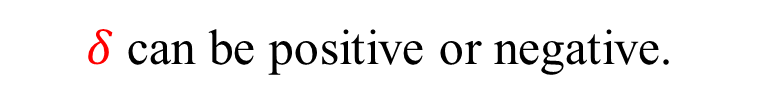 δ can be positive or negative.